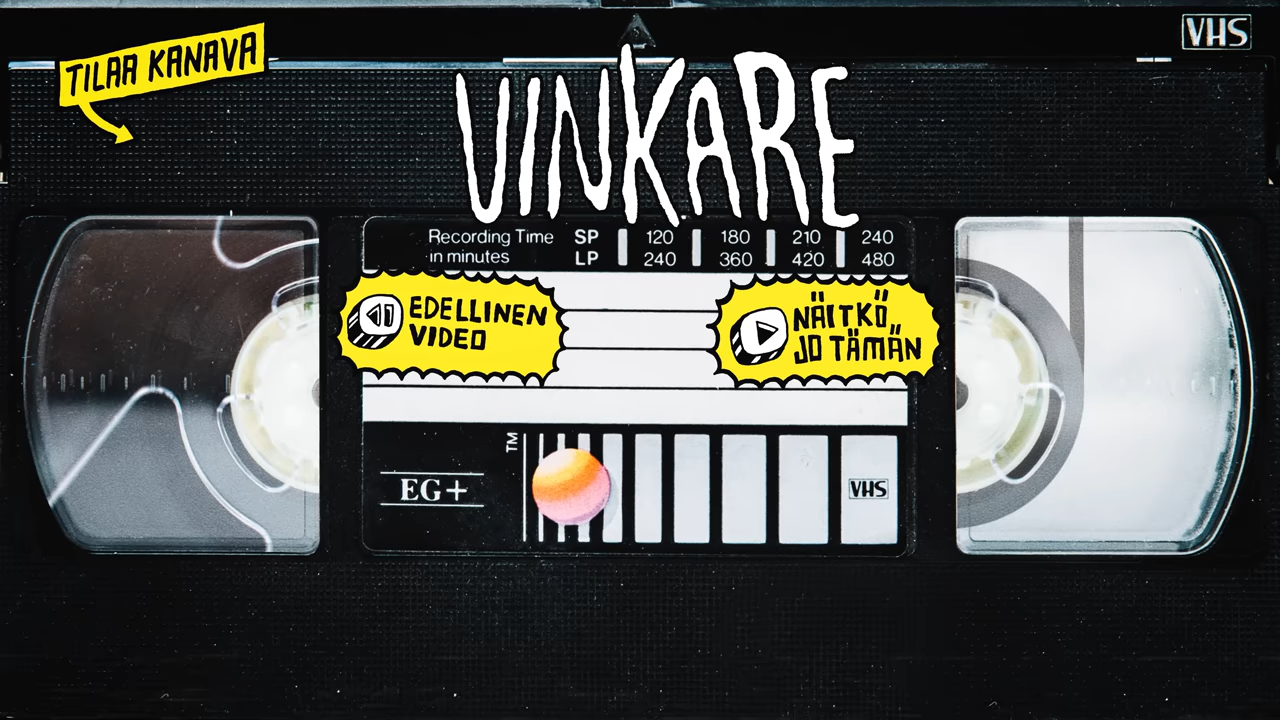 TILAA KANAVA
VHS
VINKARE
Recording Time SP 120 180 210 240
in minutes LP 240 360 420 480
EDELLINEN
VIDEO
NÄITKÖ
JO TÄMÄN
TM
EG+
VHS